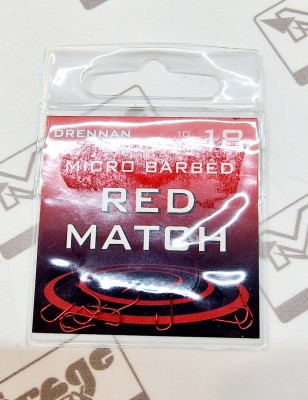 DRENNAN 10 18
MICRO BARBED
RED
MATCH